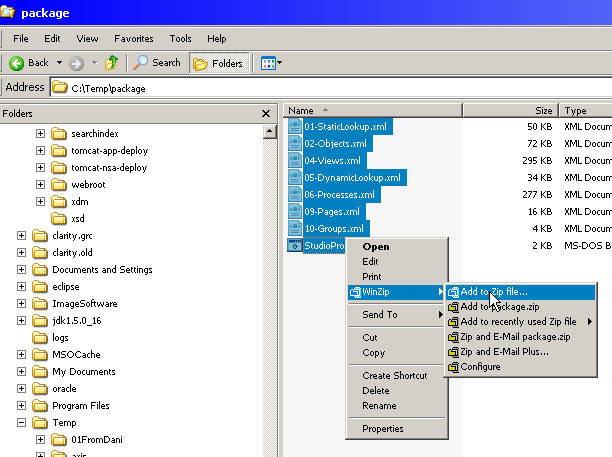 package
File Edit View Favorites Tools Help
Back Search Folders
Address C:\Temp\package
Folders
searchindex
tomcat-app-deploy
tomcat-nsa-deploy
webroot
xdm
xsd
clarity.grc
clarity.old
Documents and Settings
eclipse
ImageSoftware
jdk1.5.0_16
logs
MSOCache
My Documents
oracle
Program Files
Temp
01FromDani
Name Size Type
01-StaticLookup.xml 50 KB XML Docum
02-Objects.xml 72 KB XML Docum
04-Views.xml 295 KB XML Docum
05-DynamicLookup.xml 34 KB XML Docum
06-Processes.xml 277 KB XML Docum
09-Pages.xml 16 KB XML Docum
10-Groups.xml 4 KB XML Docum
StudioPro 2 KB MS-DOS B
Open
Edit
Print
WinZip
Send To
Cut
Copy
Create Shortcut
Delete
Rename
Properties
Add to Zip file...
Add to package.zip
Add to recently used Zip file
Zip and E-Mail package.zip
Zip and E-Mail Plus...
Configure